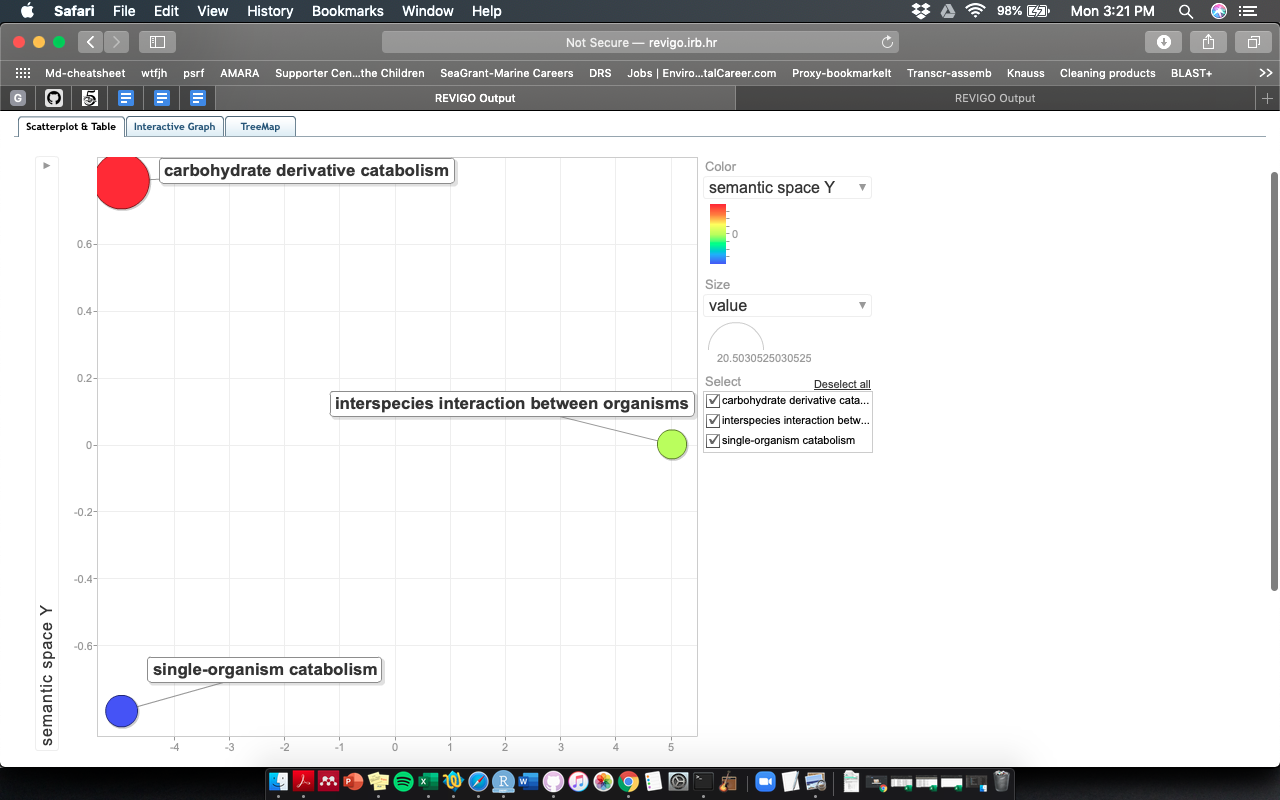 Safari File Edit View History Bookmarks Window Help 98% Mon 3:21 PM
Not Secure — revigo.irb.hr
Md-cheatsheet wtfjh psrf AMARA Supporter Cen...the Children SeaGrant-Marine Careers DRS Jobs | Enviro...talCareer.com Proxy-bookmarkelt Transcr-assemb Knauss Cleaning products BLAST+ >>
G REVIGO Output REVIGO Output +
Scatterplot & Table Interactive Graph TreeMap
carbohydrate derivative catabolism
interspecies interaction between organisms
single-organism catabolism
0.6
0.4
0.2
0
-0.2
-0.4
-0.6
semantic space Y
-4 -3 -2 -1 0 1 2 3 4 5
Color
semantic space Y
0
Size
value
20.5030525030525
Select Deselect all
carbohydrate derivative cata...
interspecies interaction betw...
single-organism catabolism